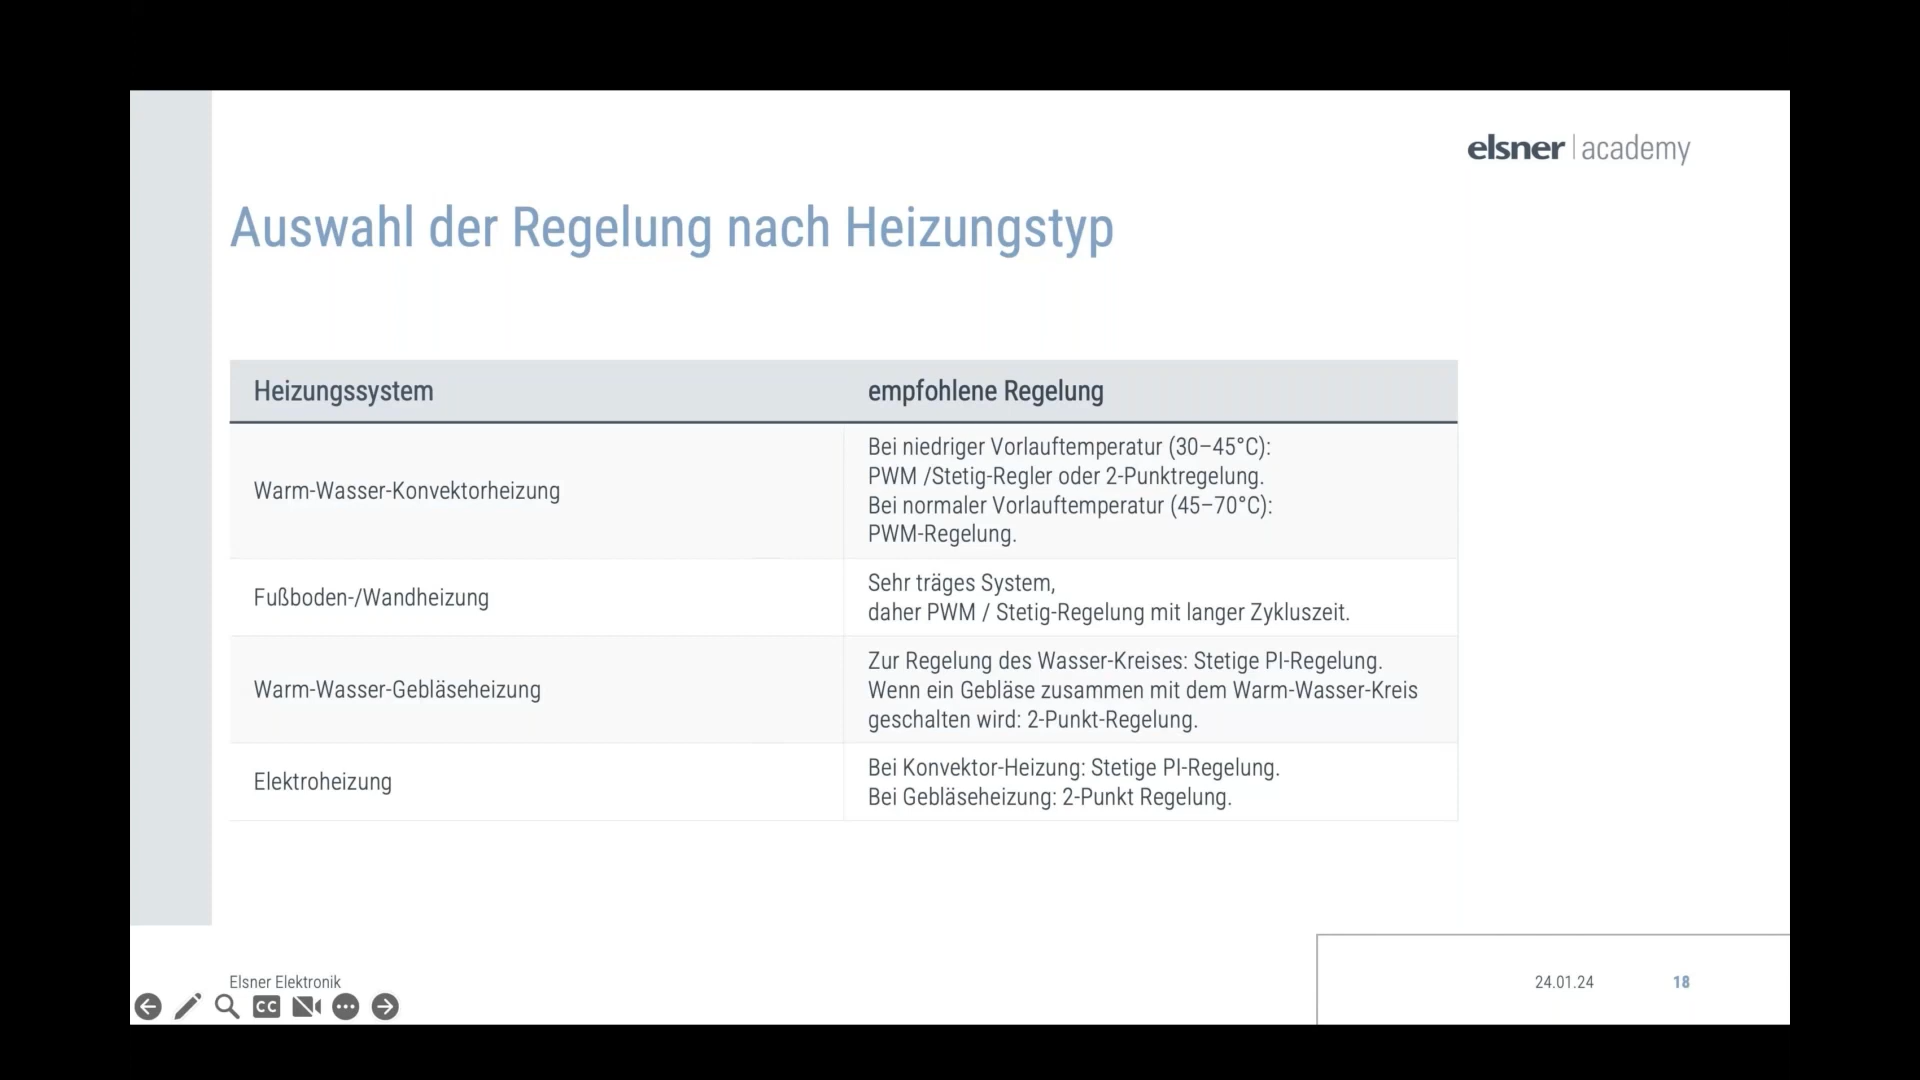 elsner | academy
Auswahl der Regelung nach Heizungstyp
Heizungssystem
empfohlene Regelung
Warm-Wasser-Konvektorheizung
Bei niedriger Vorlauftemperatur (30–45°C):
PWM /Stetig-Regler oder 2-Punktregelung.
Bei normaler Vorlauftemperatur (45–70°C):
PWM-Regelung.
Fußboden-/Wandheizung
Sehr träges System,
daher PWM / Stetig-Regelung mit langer Zykluszeit.
Warm-Wasser-Gebläseheizung
Zur Regelung des Wasser-Kreises: Stetige PI-Regelung.
Wenn ein Gebläse zusammen mit dem Warm-Wasser-Kreis
geschalten wird: 2-Punkt-Regelung.
Elektroheizung
Bei Konvektor-Heizung: Stetige PI-Regelung.
Bei Gebläseheizung: 2-Punkt Regelung.
Elsner Elektronik
24.01.24
18
CC